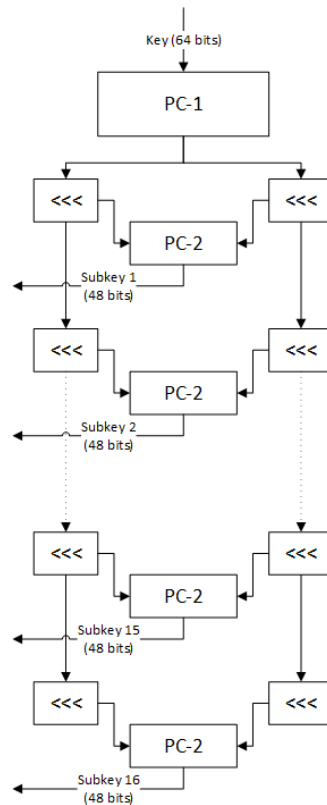 Key (64 bits)
PC-1
<<< <<<
PC-2
Subkey 1
(48 bits)
<<< <<<
PC-2
Subkey 2
(48 bits)
<<< <<<
PC-2
Subkey 15
(48 bits)
<<< <<<
PC-2
Subkey 16
(48 bits)